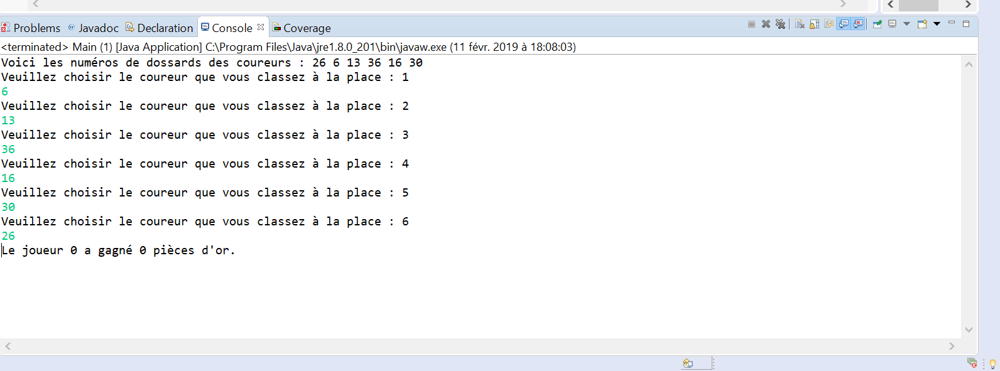 Problems @ Javadoc Declaration Console Coverage
<terminated> Main (1) [Java Application] C:\Program Files\Java\jre1.8.0_201\bin\javaw.exe (11 févr. 2019 à 18:08:03)
Voici les numéros de dossards des coureurs : 26 6 13 36 16 30
Veuillez choisir le coureur que vous classez à la place : 1
6
Veuillez choisir le coureur que vous classez à la place : 2
13
Veuillez choisir le coureur que vous classez à la place : 3
36
Veuillez choisir le coureur que vous classez à la place : 4
16
Veuillez choisir le coureur que vous classez à la place : 5
30
Veuillez choisir le coureur que vous classez à la place : 6
26
Le joueur 0 a gagné 0 pièces d'or.